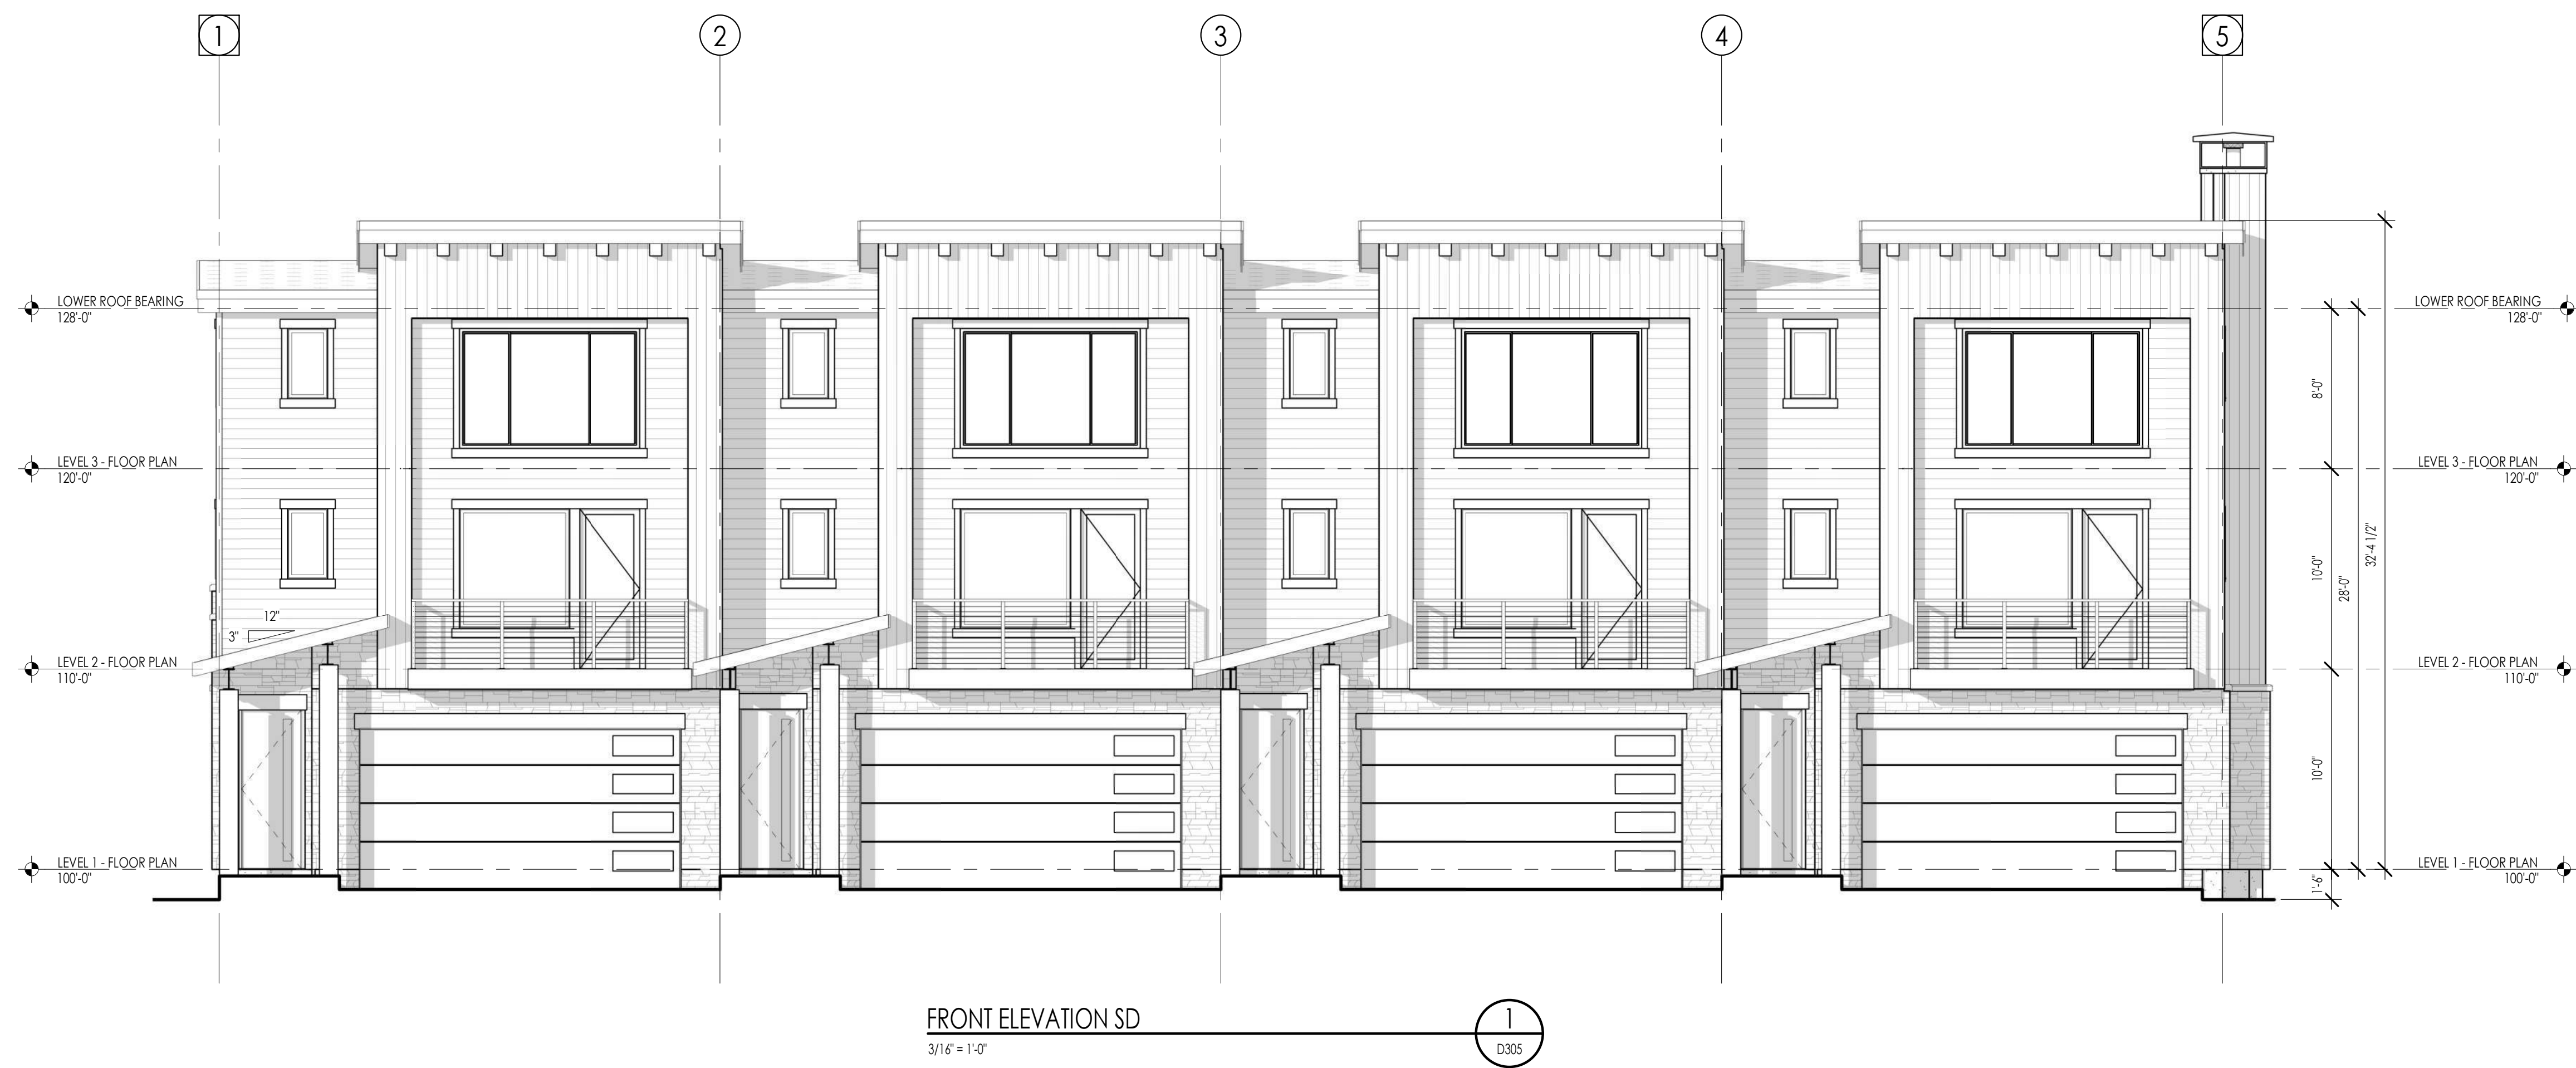 1
2
3
4
5
LOWER ROOF BEARING
128'-0"
LOWER ROOF BEARING
128'-0"
8'-0"
LEVEL 3 - FLOOR PLAN
120'-0"
LEVEL 3 - FLOOR PLAN
120'-0"
32'-4 1/2"
10'-0"
28'-0"
12"
3"
LEVEL 2 - FLOOR PLAN
110'-0"
LEVEL 2 - FLOOR PLAN
110'-0"
10'-0"
LEVEL 1 - FLOOR PLAN
100'-0"
LEVEL 1 - FLOOR PLAN
100'-0"
1'-6"
FRONT ELEVATION SD
3/16" = 1'-0"
1
D305